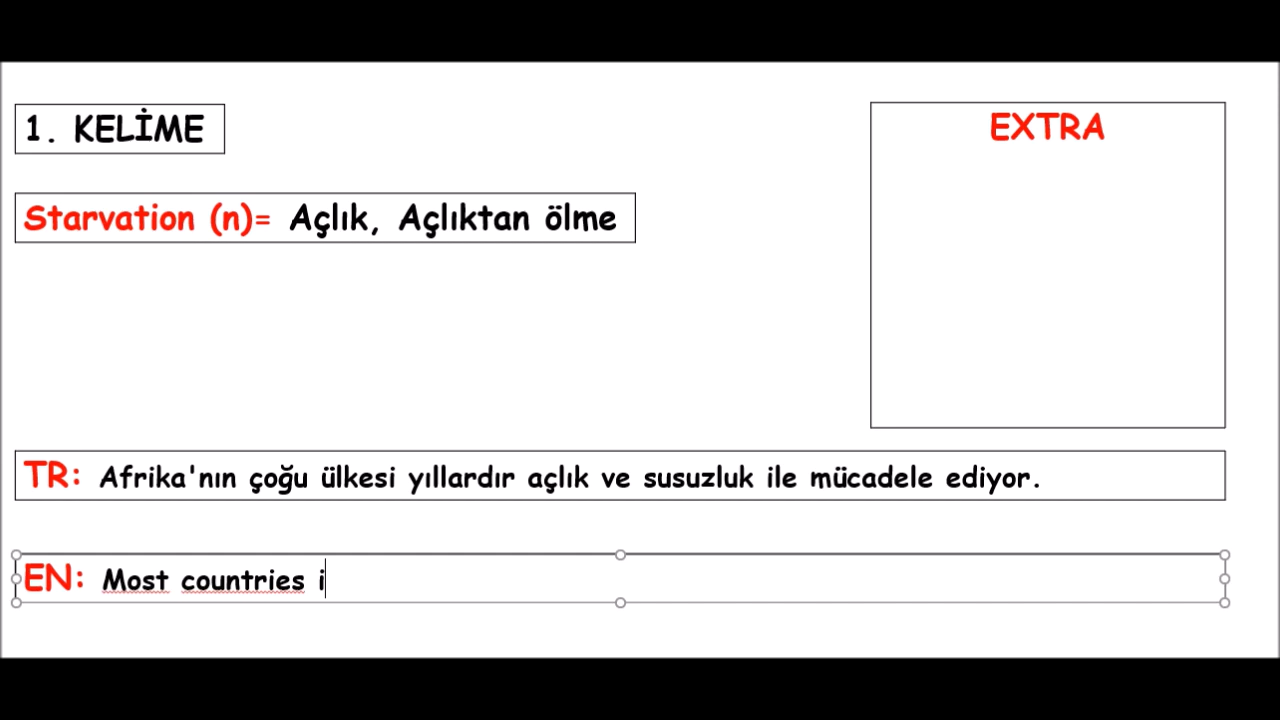 1. KELİME
EXTRA
Starvation (n)= Açlık, Açlıktan ölme
TR: Afrika'nın çoğu ülkesi yıllardır açlık ve susuzluk ile mücadele ediyor.
EN: Most countries i